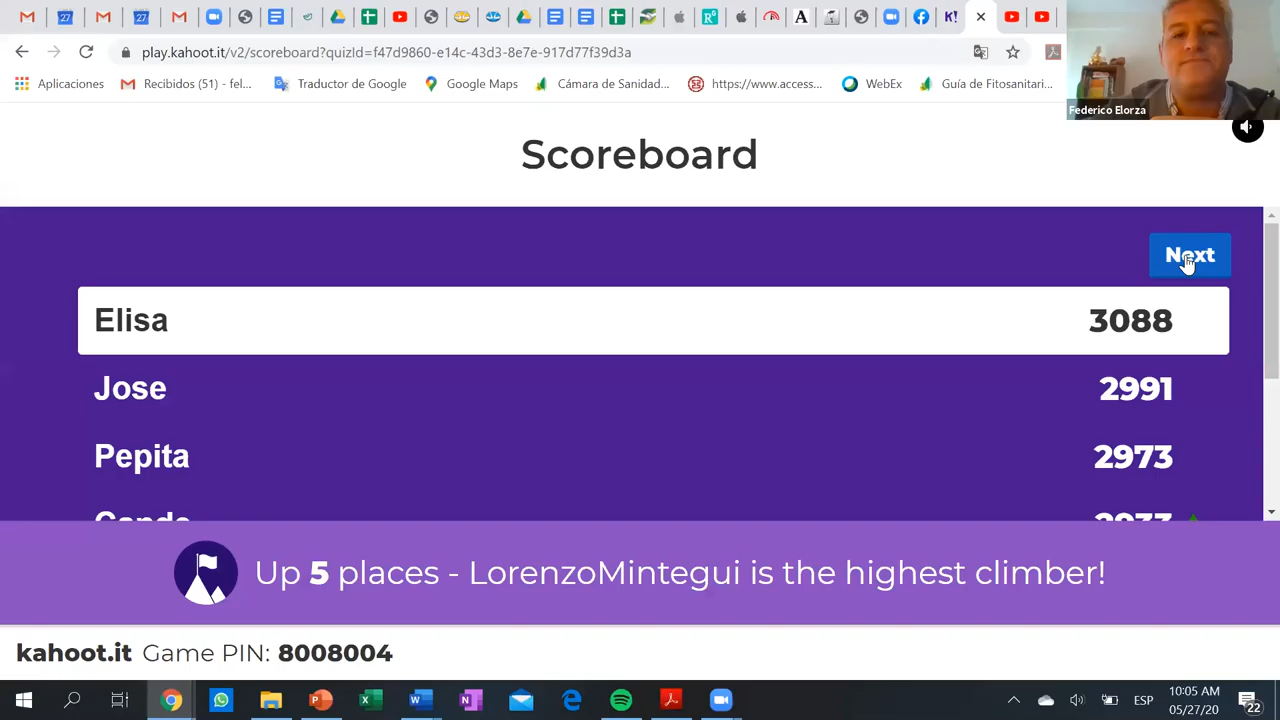 play.kahoot.it/v2/scoreboard?quizId=f47d9860-e14c-43d3-8e7e-917d77f39d3a
Aplicaciones
Recibidos (51) - fel...
Traductor de Google
Google Maps
Cámara de Sanidad...
https://www.access...
WebEx
Guía de Fitosanitari...
Federico Elorza
Scoreboard
Next
Elisa 3088
Jose 2991
Pepita 2973
Up 5 places - LorenzoMintegui is the highest climber!
kahoot.it Game PIN: 8008004
ESP
10:05 AM
05/27/20
22